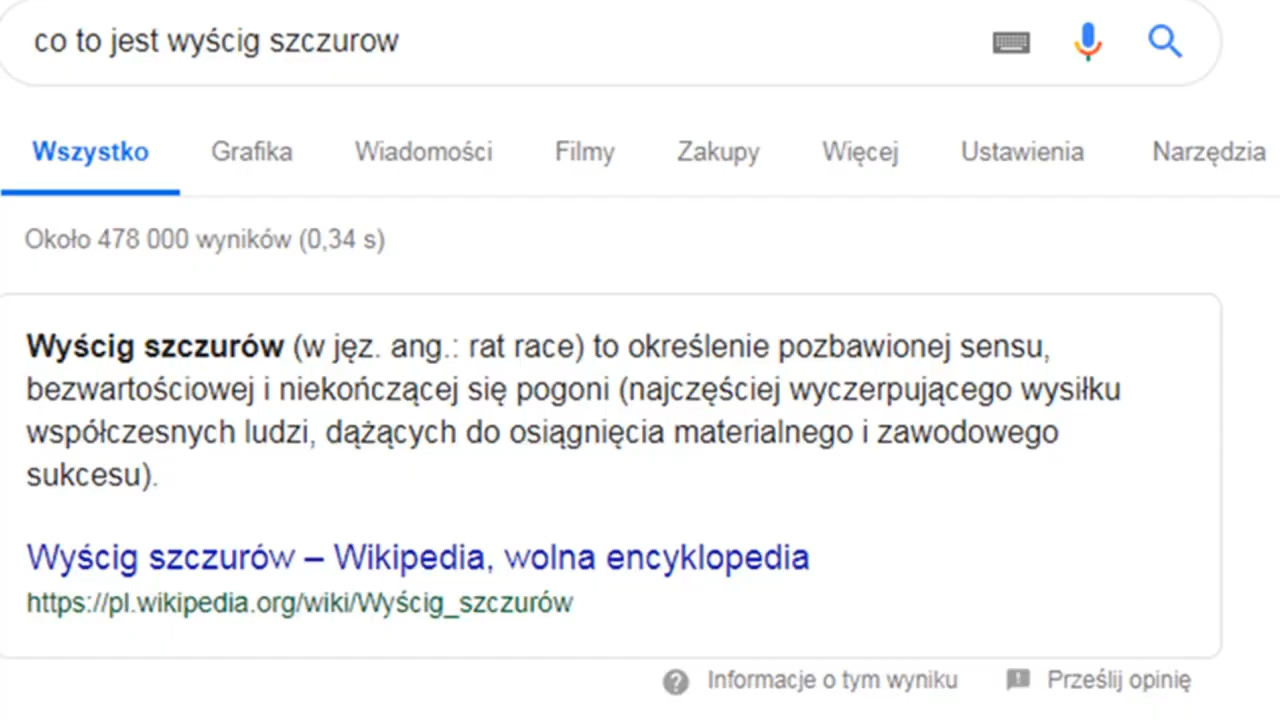 co to jest wyścig szczurow
Wszystko Grafika Wiadomości Filmy Zakupy Więcej Ustawienia Narzędzia
Około 478 000 wyników (0,34 s)
Wyścig szczurów (w jęz. ang.: rat race) to określenie pozbawionej sensu,
bezwartościowej i niekończącej się pogoni (najczęściej wyczerpującego wysiłku
współczesnych ludzi, dążących do osiągnięcia materialnego i zawodowego
sukcesu).
Wyścig szczurów – Wikipedia, wolna encyklopedia
https://pl.wikipedia.org/wiki/Wyścig_szczurów
Informacje o tym wyniku Prześlij opinię